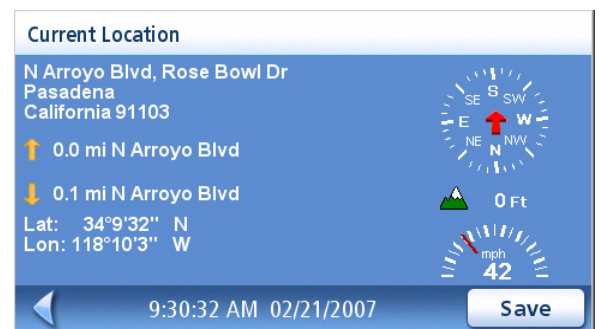 Current Location
N Arroyo Blvd, Rose Bowl Dr
Pasadena
California 91103
0.0 mi N Arroyo Blvd
0.1 mi N Arroyo Blvd
Lat: 34°9'32" N
Lon: 118°10'3" W
S
SE SW
E W
NE NW
N
0 Ft
mph
42
9:30:32 AM 02/21/2007
Save